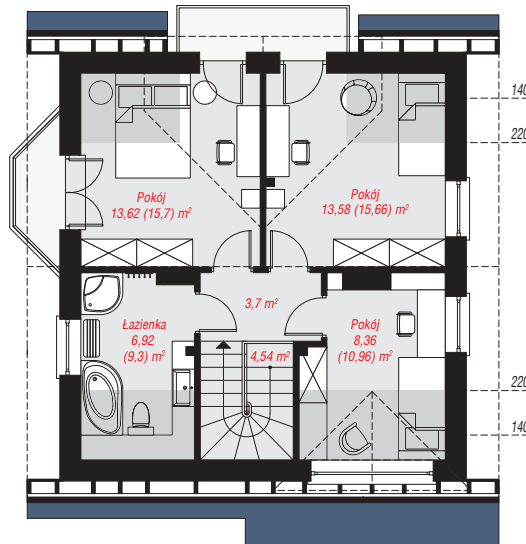 140
220
Pokój
13,62 (15,7) m²
Pokój
13,58 (15,66) m²
3,7 m²
Łazienka
6,92
(9,3) m²
4,54 m²
Pokój
8,36
(10,96) m²
220
140